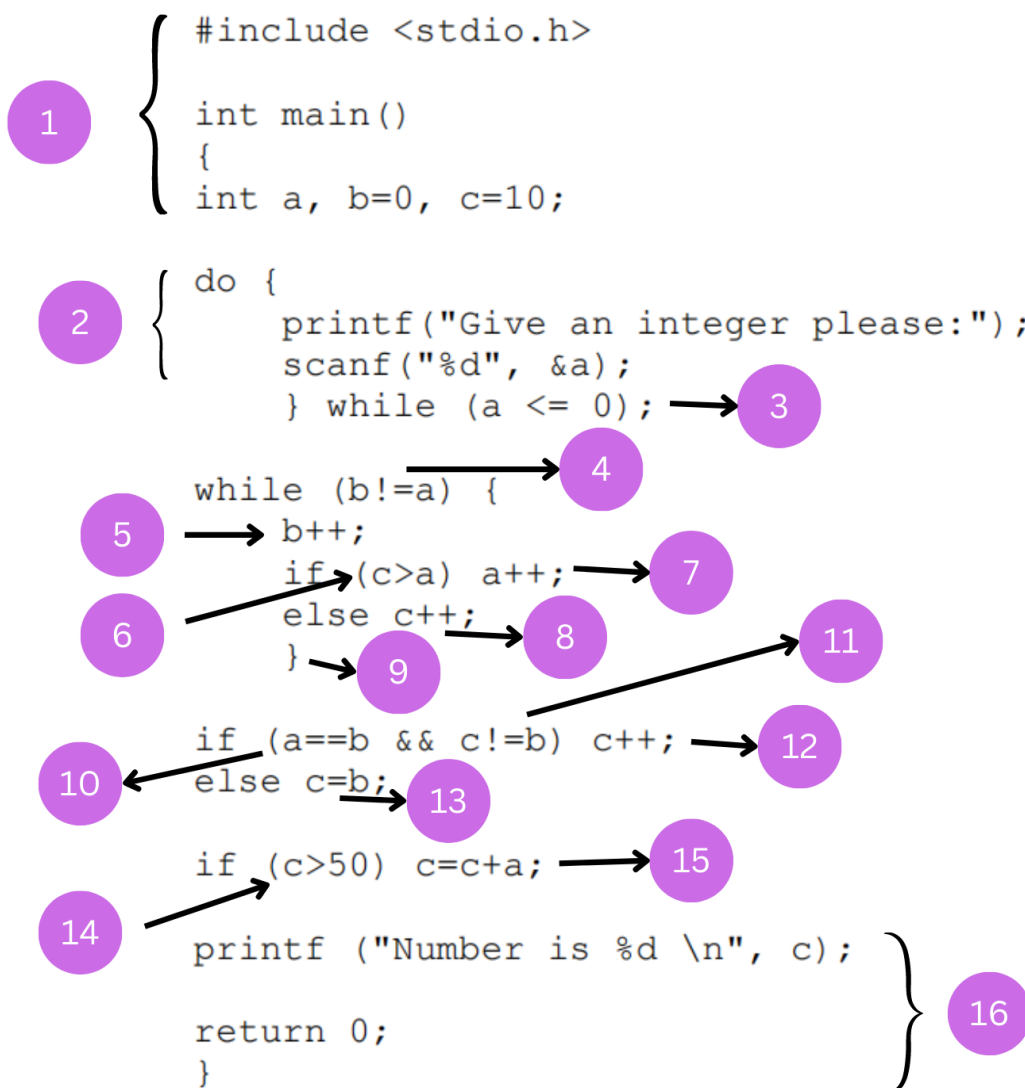 #include <stdio.h>
1
int main()
{
int a, b=0, c=10;
do {
2
printf("Give an integer please:");
scanf("%d", &a);
} while (a <= 0);
3
4
while (b!=a) {
5
b++;
if (c>a) a++;
7
6
else c++;
8
11
}
9
if (a==b && c!=b) c++;
12
10
else c=b;
13
if (c>50) c=c+a;
15
14
printf ("Number is %d \n", c);
16
return 0;
}